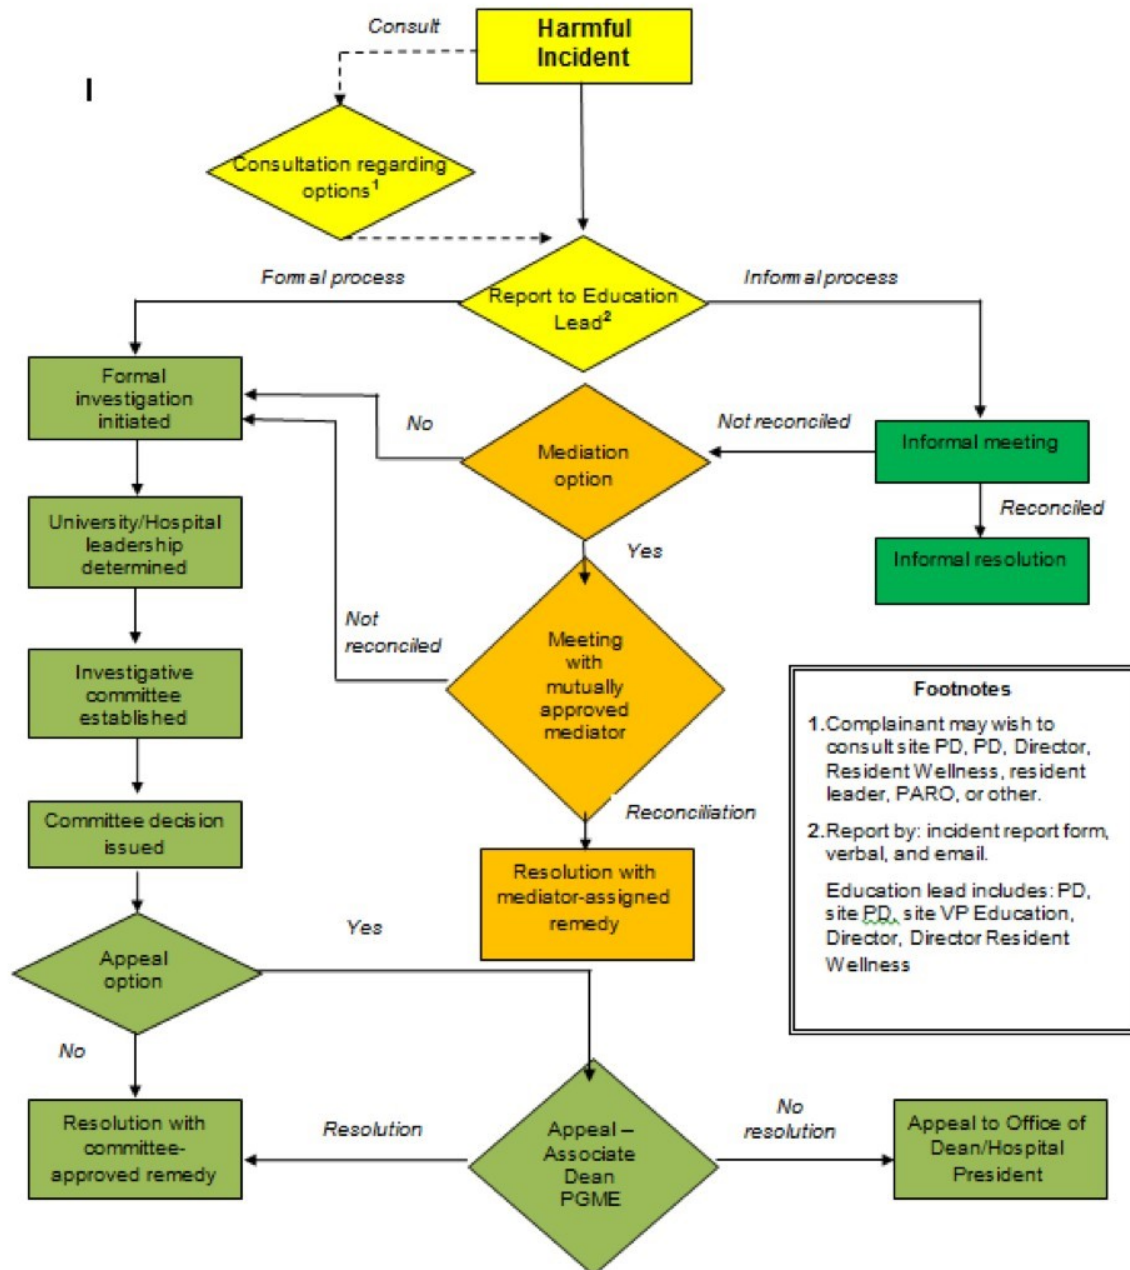 Consult
Harmful
Incident
I
Consultation regarding
options¹
Formal process
Informal process
Report to Education
Lead²
Formal
investigation
initiated
No
Mediation
option
Not reconciled
Informal meeting
Reconciled
University/Hospital
leadership
determined
Yes
Informal resolution
Not
reconciled
Meeting
with
mutually
approved
mediator
Investigative
committee
established
Footnotes
1.Complainant may wish to
consult site PD, PD, Director,
Resident Wellness, resident
leader, PARO, or other.
2.Report by: incident report form,
verbal, and email.
Education lead includes: PD,
site PD, site VP Education,
Director, Director Resident
Wellness
Committee decision
issued
Reconciliation
Resolution with
mediator-assigned
remedy
Yes
Appeal
option
No
Resolution with
committee-
approved remedy
Resolution
Appeal –
Associate
Dean
PGME
No
resolution
Appeal to Office of
Dean/Hospital
President